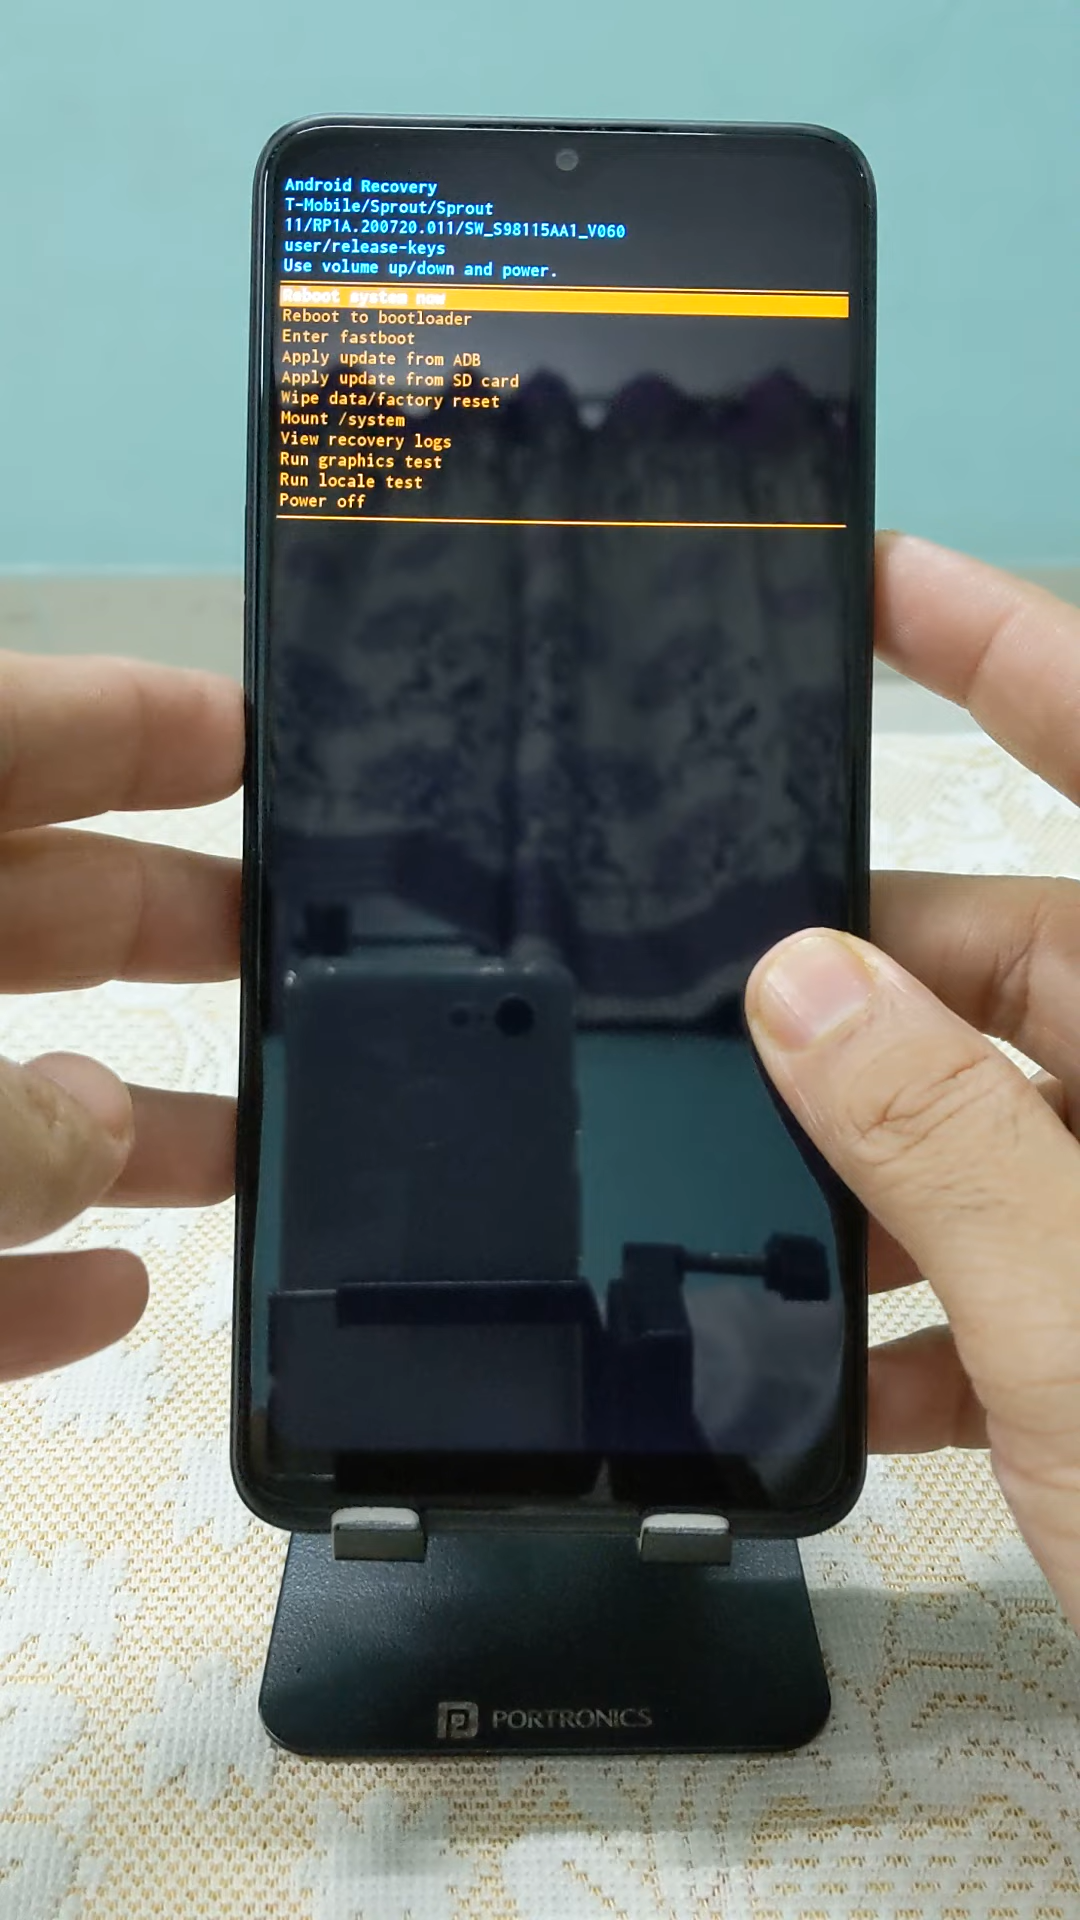 Android Recovery
T-Mobile/Sprout/Sprout
11/RP1A.200720.011/SW_S98115AA1_V060
user/release-keys
Use volume up/down and power.
Reboot system now
Reboot to bootloader
Enter fastboot
Apply update from ADB
Apply update from SD card
Wipe data/factory reset
Mount /system
View recovery logs
Run graphics test
Run locale test
Power off
PORTRONICS